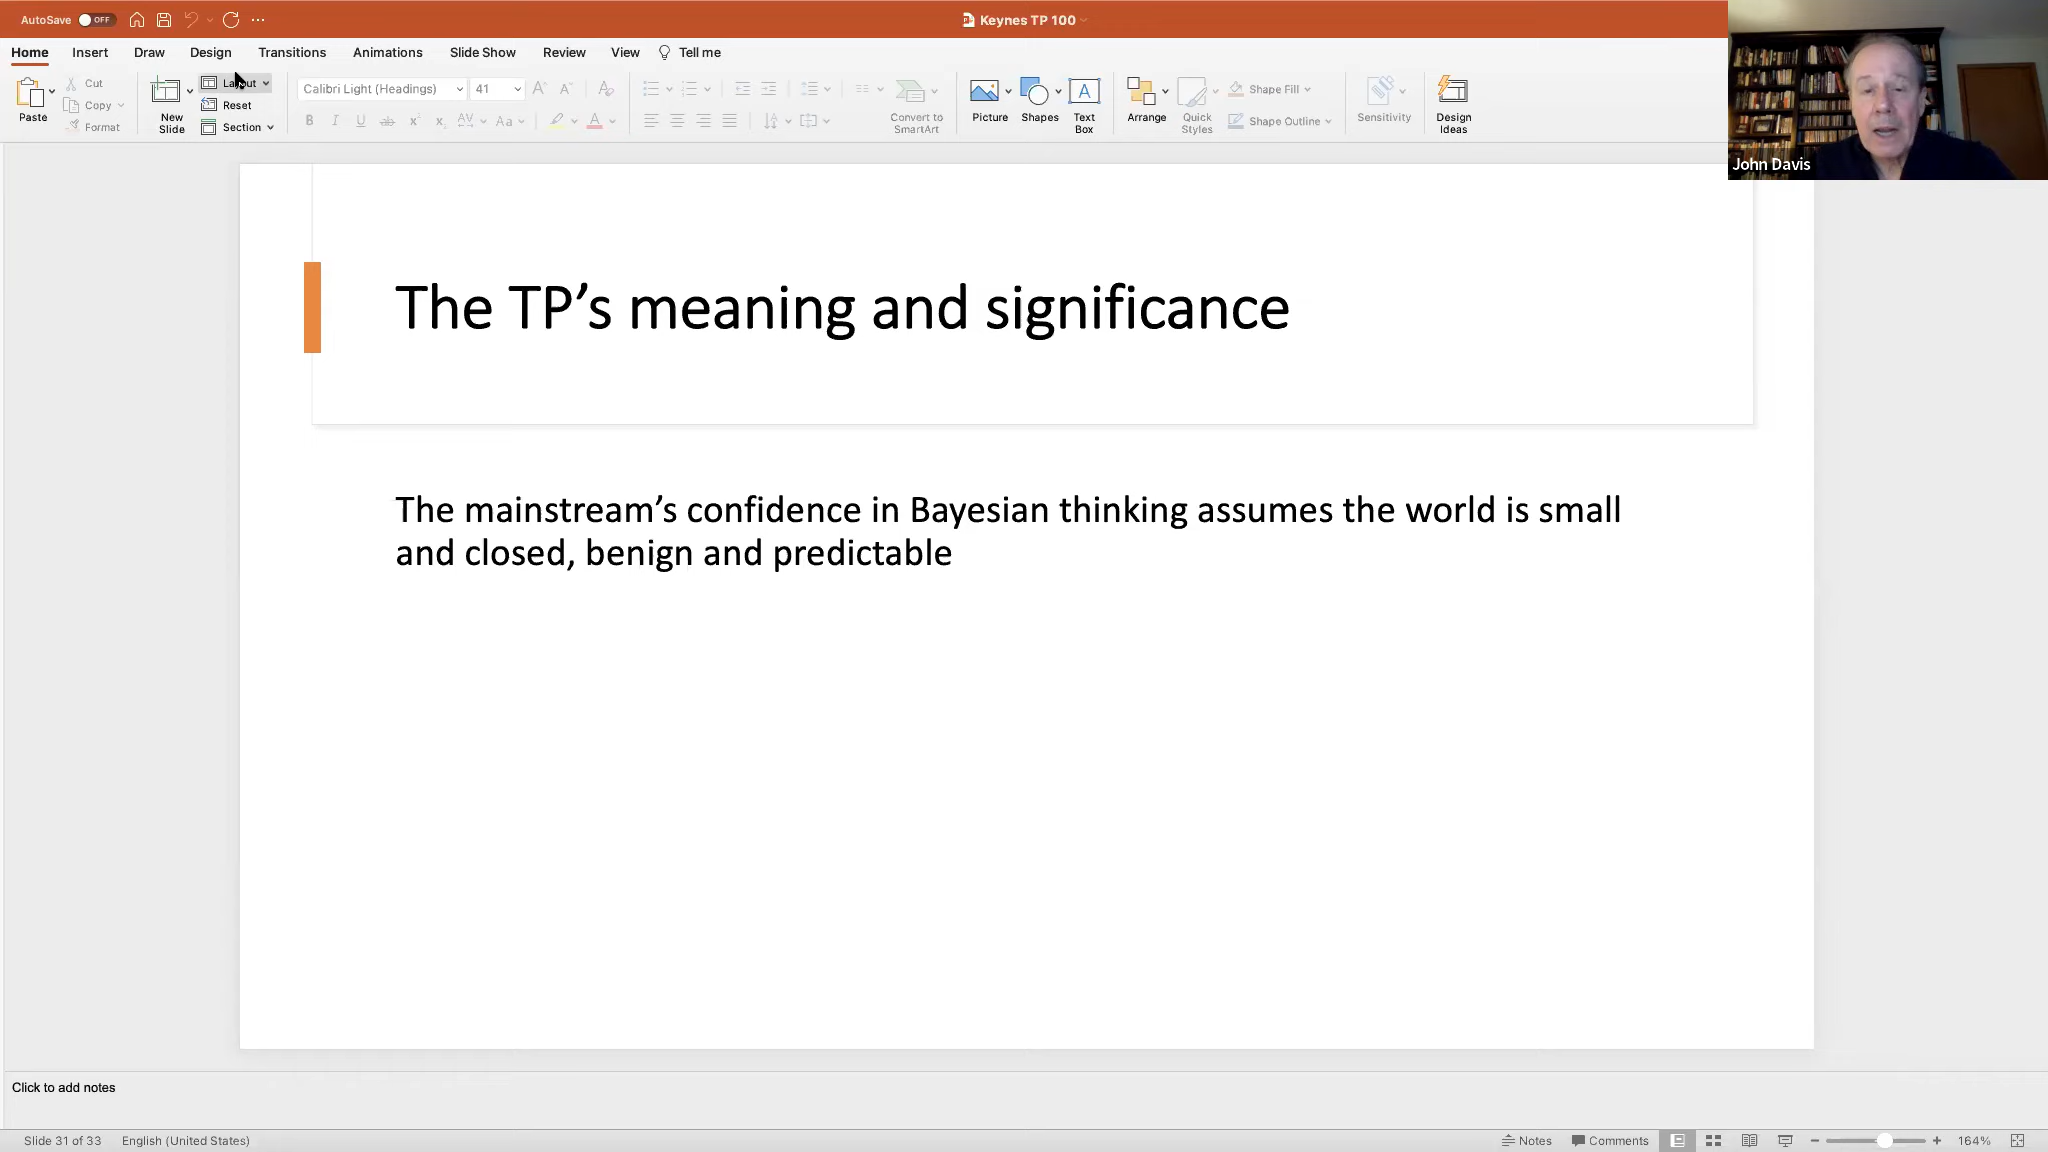 AutoSave OFF
Keynes TP 100
Home Insert Draw Design Transitions Animations Slide Show Review View Tell me
Paste
Cut
Copy
Format
New Slide
Layout
Reset
Section
Calibri Light (Headings) 41
Convert to SmartArt
Picture
Shapes
Text Box
Arrange
Quick Styles
Shape Fill
Shape Outline
Sensitivity
Design Ideas
John Davis
The TP’s meaning and significance
The mainstream’s confidence in Bayesian thinking assumes the world is small
and closed, benign and predictable
Click to add notes
Slide 31 of 33 English (United States) Notes Comments 164%